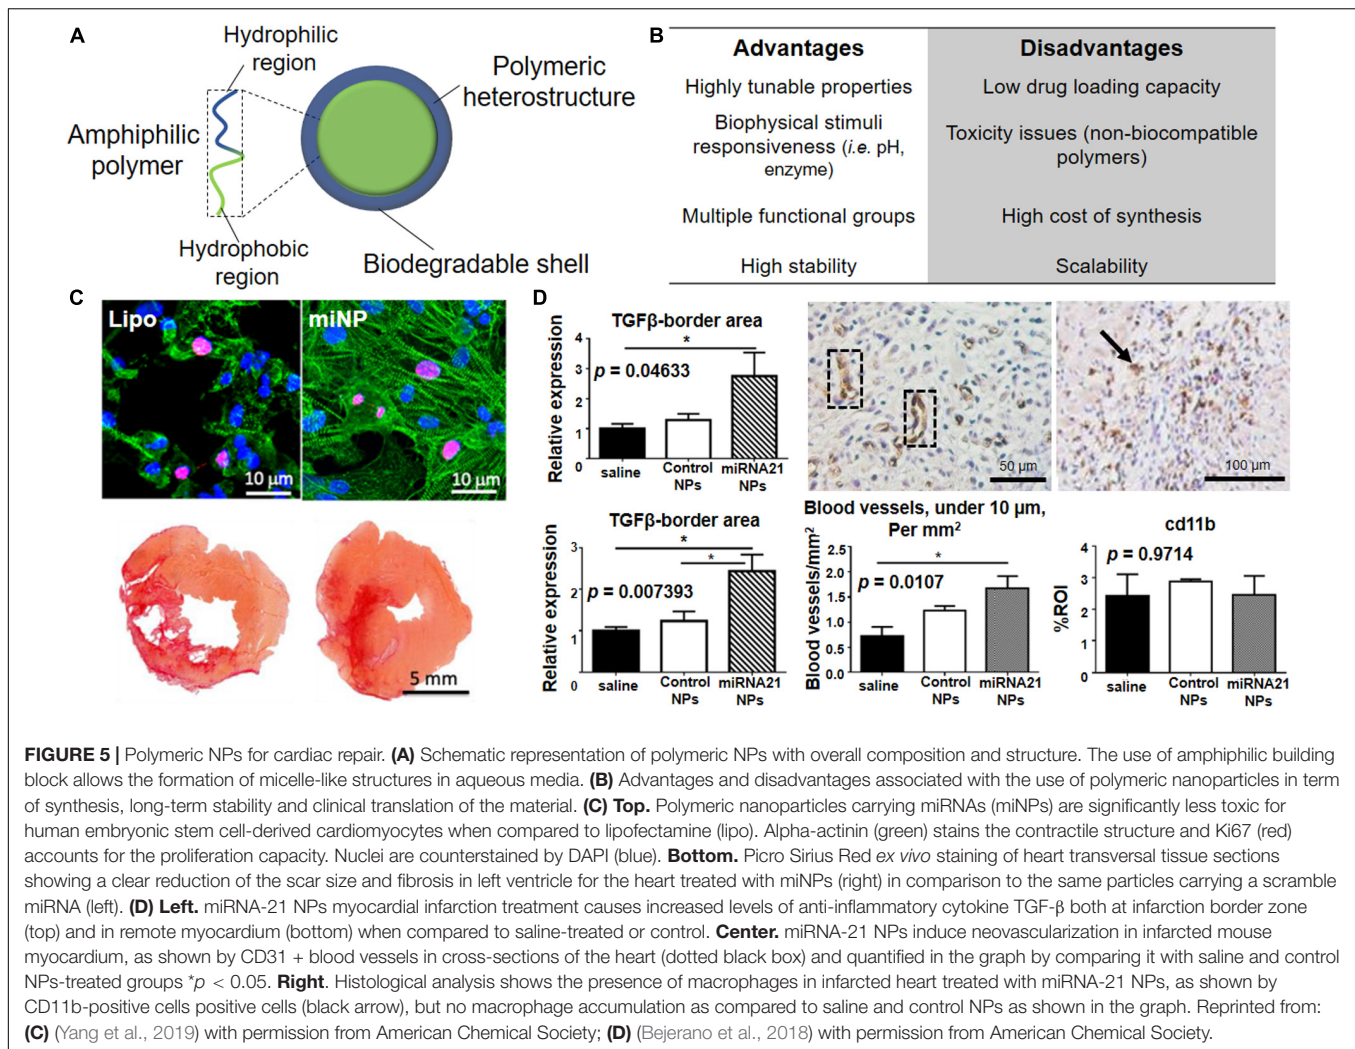 A
Hydrophilic
region
Amphiphilic
polymer
Hydrophobic
region
Polymeric
heterostructure
Biodegradable shell
B
Advantages
Disadvantages
Highly tunable properties
Low drug loading capacity
Biophysical stimuli
responsiveness (i.e. pH,
enzyme)
Toxicity issues (non-biocompatible
polymers)
Multiple functional groups
High cost of synthesis
High stability
Scalability
C
Lipo
10 µm
miNP
10 µm
5 mm
D
TGFβ-border area
*
p = 0.04633
Relative expression
4
3
2
1
0
saline
Control
NPs
miRNA21
NPs
50 µm
100 µm
TGFβ-border area
*
*
p = 0.007393
Relative expression
3
2
1
0
saline
Control
NPs
miRNA21
NPs
Blood vessels, under 10 µm,
Per mm²
*
p = 0.0107
Blood vessels/mm²
2.5
2.0
1.5
1.0
0.5
0.0
saline
Control
NPs
miRNA21
NPs
cd11b
p = 0.9714
%ROI
4
3
2
1
0
saline
Control
NPs
miRNA21
NPs
FIGURE 5 | Polymeric NPs for cardiac repair. (A) Schematic representation of polymeric NPs with overall composition and structure. The use of amphiphilic building
block allows the formation of micelle-like structures in aqueous media. (B) Advantages and disadvantages associated with the use of polymeric nanoparticles in term
of synthesis, long-term stability and clinical translation of the material. (C) Top. Polymeric nanoparticles carrying miRNAs (miNPs) are significantly less toxic for
human embryonic stem cell-derived cardiomyocytes when compared to lipofectamine (lipo). Alpha-actinin (green) stains the contractile structure and Ki67 (red)
accounts for the proliferation capacity. Nuclei are counterstained by DAPI (blue). Bottom. Picro Sirius Red ex vivo staining of heart transversal tissue sections
showing a clear reduction of the scar size and fibrosis in left ventricle for the heart treated with miNPs (right) in comparison to the same particles carrying a scramble
miRNA (left). (D) Left. miRNA-21 NPs myocardial infarction treatment causes increased levels of anti-inflammatory cytokine TGF-β both at infarction border zone
(top) and in remote myocardium (bottom) when compared to saline-treated or control. Center. miRNA-21 NPs induce neovascularization in infarcted mouse
myocardium, as shown by CD31 + blood vessels in cross-sections of the heart (dotted black box) and quantified in the graph by comparing it with saline and control
NPs-treated groups *p < 0.05. Right. Histological analysis shows the presence of macrophages in infarcted heart treated with miRNA-21 NPs, as shown by
CD11b-positive cells positive cells (black arrow), but no macrophage accumulation as compared to saline and control NPs as shown in the graph. Reprinted from:
(C) (Yang et al., 2019) with permission from American Chemical Society; (D) (Bejerano et al., 2018) with permission from American Chemical Society.